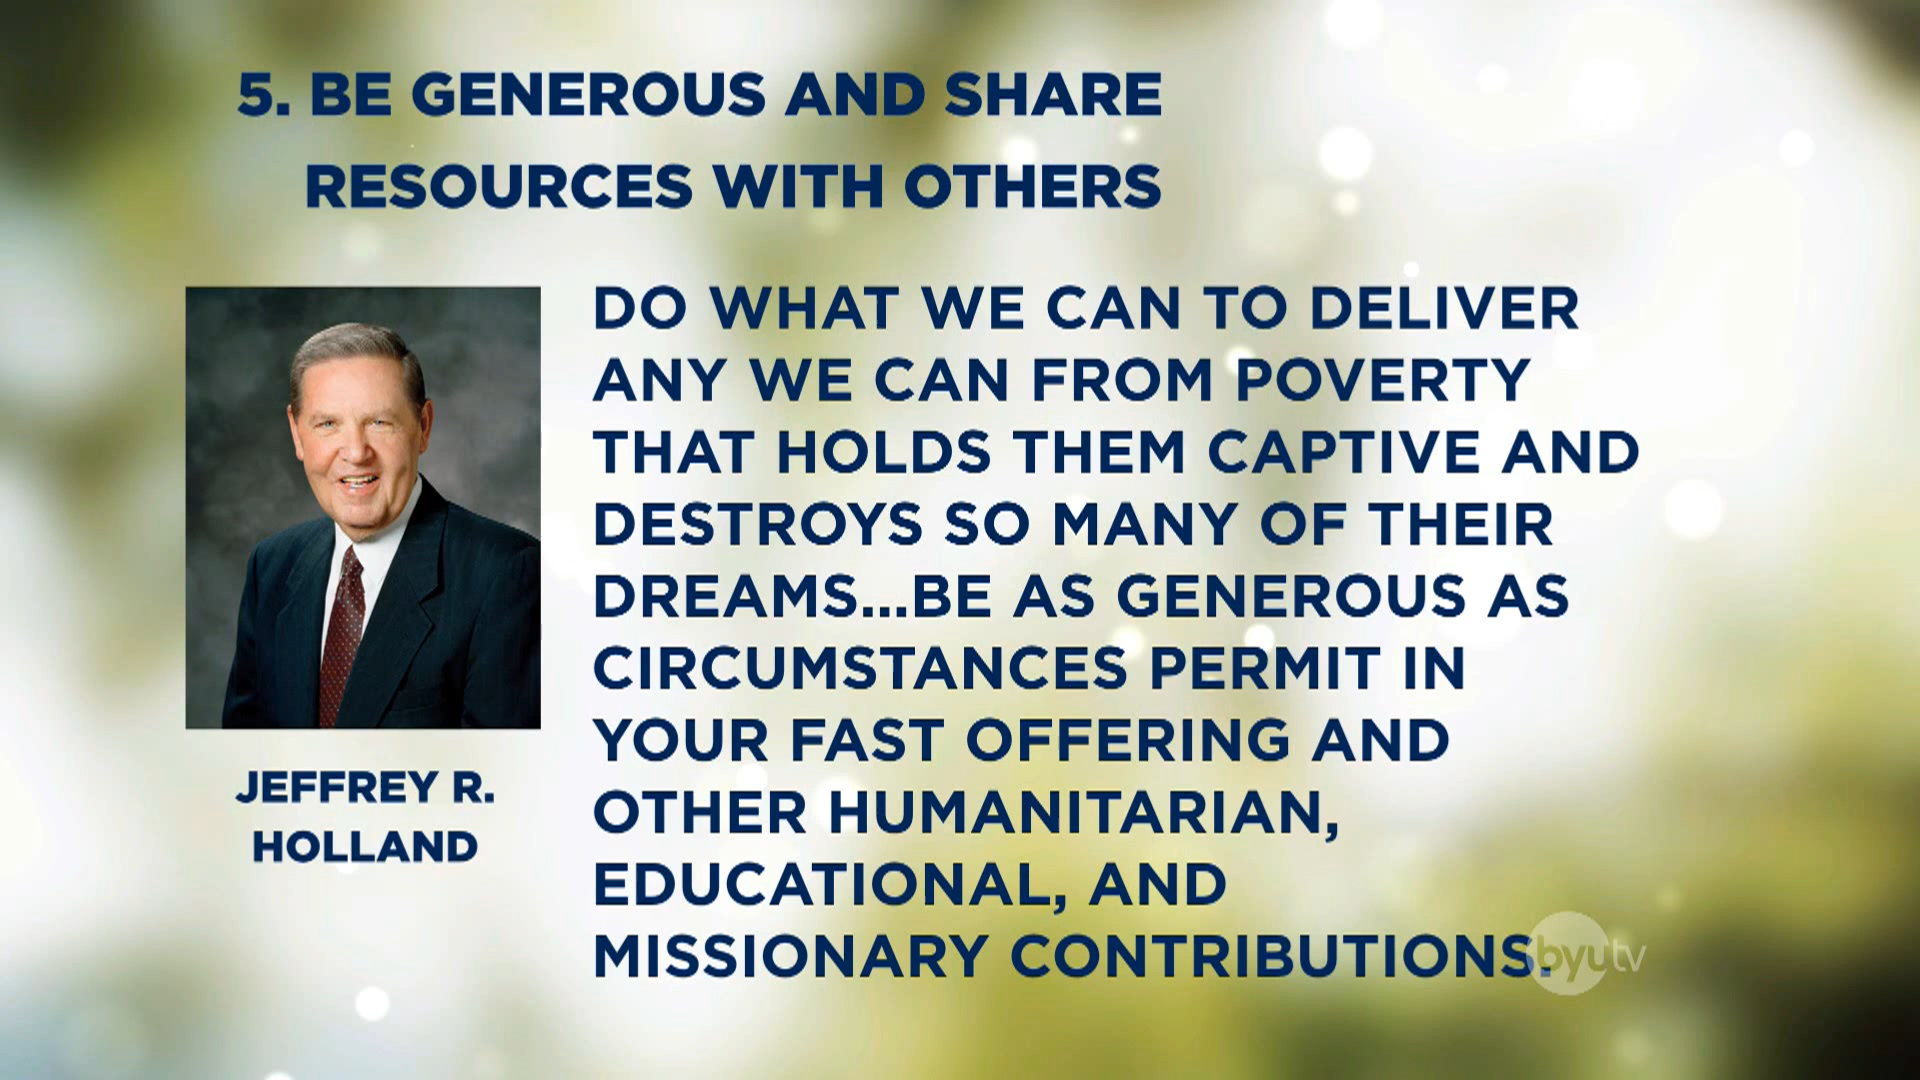 5. BE GENEROUS AND SHARE
RESOURCES WITH OTHERS
DO WHAT WE CAN TO DELIVER
ANY WE CAN FROM POVERTY
THAT HOLDS THEM CAPTIVE AND
DESTROYS SO MANY OF THEIR
DREAMS...BE AS GENEROUS AS
CIRCUMSTANCES PERMIT IN
YOUR FAST OFFERING AND
OTHER HUMANITARIAN,
EDUCATIONAL, AND
MISSIONARY CONTRIBUTIONS.
JEFFREY R.
HOLLAND
byutv